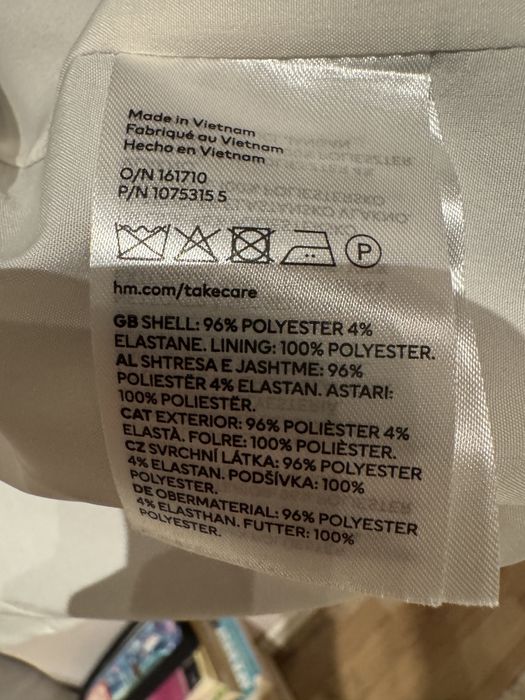 Made in Vietnam
Fabriqué au Vietnam
Hecho en Vietnam
O/N 161710
P/N 1075315 5
P
hm.com/takecare
GB SHELL: 96% POLYESTER 4%
ELASTANE. LINING: 100% POLYESTER.
AL SHTRESA E JASHTME: 96%
POLIESTËR 4% ELASTAN. ASTARI:
100% POLIESTËR.
CAT EXTERIOR: 96% POLIÈSTER 4%
ELASTÀ. FOLRE: 100% POLIÈSTER.
CZ SVRCHNÍ LÁTKA: 96% POLYESTER
4% ELASTAN. PODŠÍVKA: 100%
POLYESTER.
DE OBERMATERIAL: 96% POLYESTER
4% ELASTHAN. FUTTER: 100%
POLYESTER.